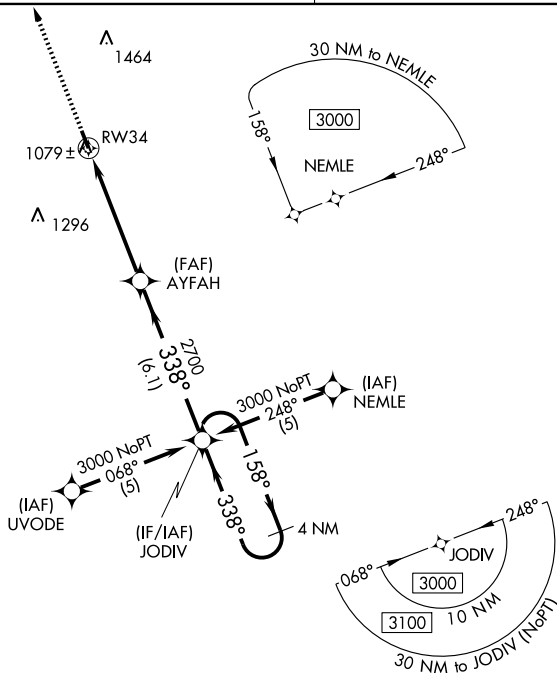 1464
30 NM to NEMLE
3000
158°
248°
NEMLE
RW34
1079±
1296
(FAF)
AYFAH
2700
338°
(6.1)
3000 NoPT
248°
(5)
(IAF)
NEMLE
3000 NoPT
068°
(5)
(IAF)
UVODE
(IF/IAF)
JODIV
158°
338°
4 NM
248°
068°
JODIV
3000
10 NM
3100
30 NM to JODIV (NoPT)